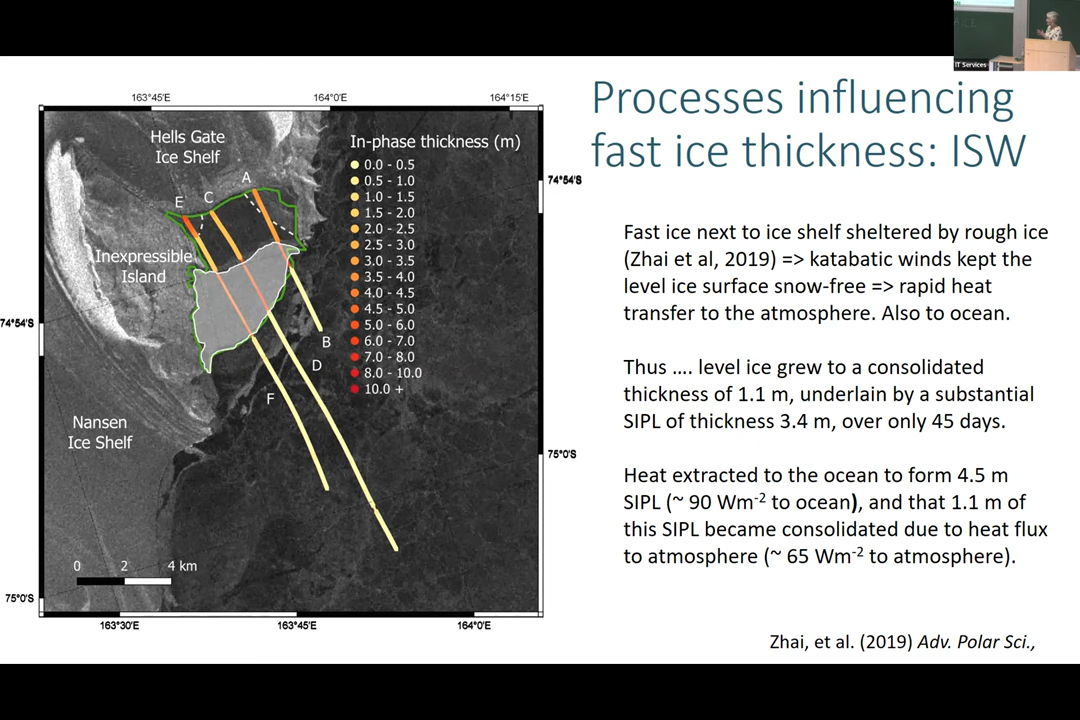 IT Services
Processes influencing
fast ice thickness: ISW
163°45'E 164°0'E 164°15'E
Hells Gate
Ice Shelf
In-phase thickness (m)
0.0 - 0.5
0.5 - 1.0
1.0 - 1.5
1.5 - 2.0
2.0 - 2.5
2.5 - 3.0
3.0 - 3.5
3.5 - 4.0
4.0 - 4.5
4.5 - 5.0
5.0 - 6.0
6.0 - 7.0
7.0 - 8.0
8.0 - 10.0
10.0 +
74°54'S
A
C
E
Inexpressible
Island
74°54'S
B
D
F
Nansen
Ice Shelf
75°0'S
0 2 4 km
75°0'S
163°30'E 163°45'E 164°0'E
Fast ice next to ice shelf sheltered by rough ice
(Zhai et al, 2019) => katabatic winds kept the
level ice surface snow-free => rapid heat
transfer to the atmosphere. Also to ocean.
Thus .... level ice grew to a consolidated
thickness of 1.1 m, underlain by a substantial
SIPL of thickness 3.4 m, over only 45 days.
Heat extracted to the ocean to form 4.5 m
SIPL (~ 90 Wm-2 to ocean), and that 1.1 m of
this SIPL became consolidated due to heat flux
to atmosphere (~ 65 Wm-2 to atmosphere).
Zhai, et al. (2019) Adv. Polar Sci.,